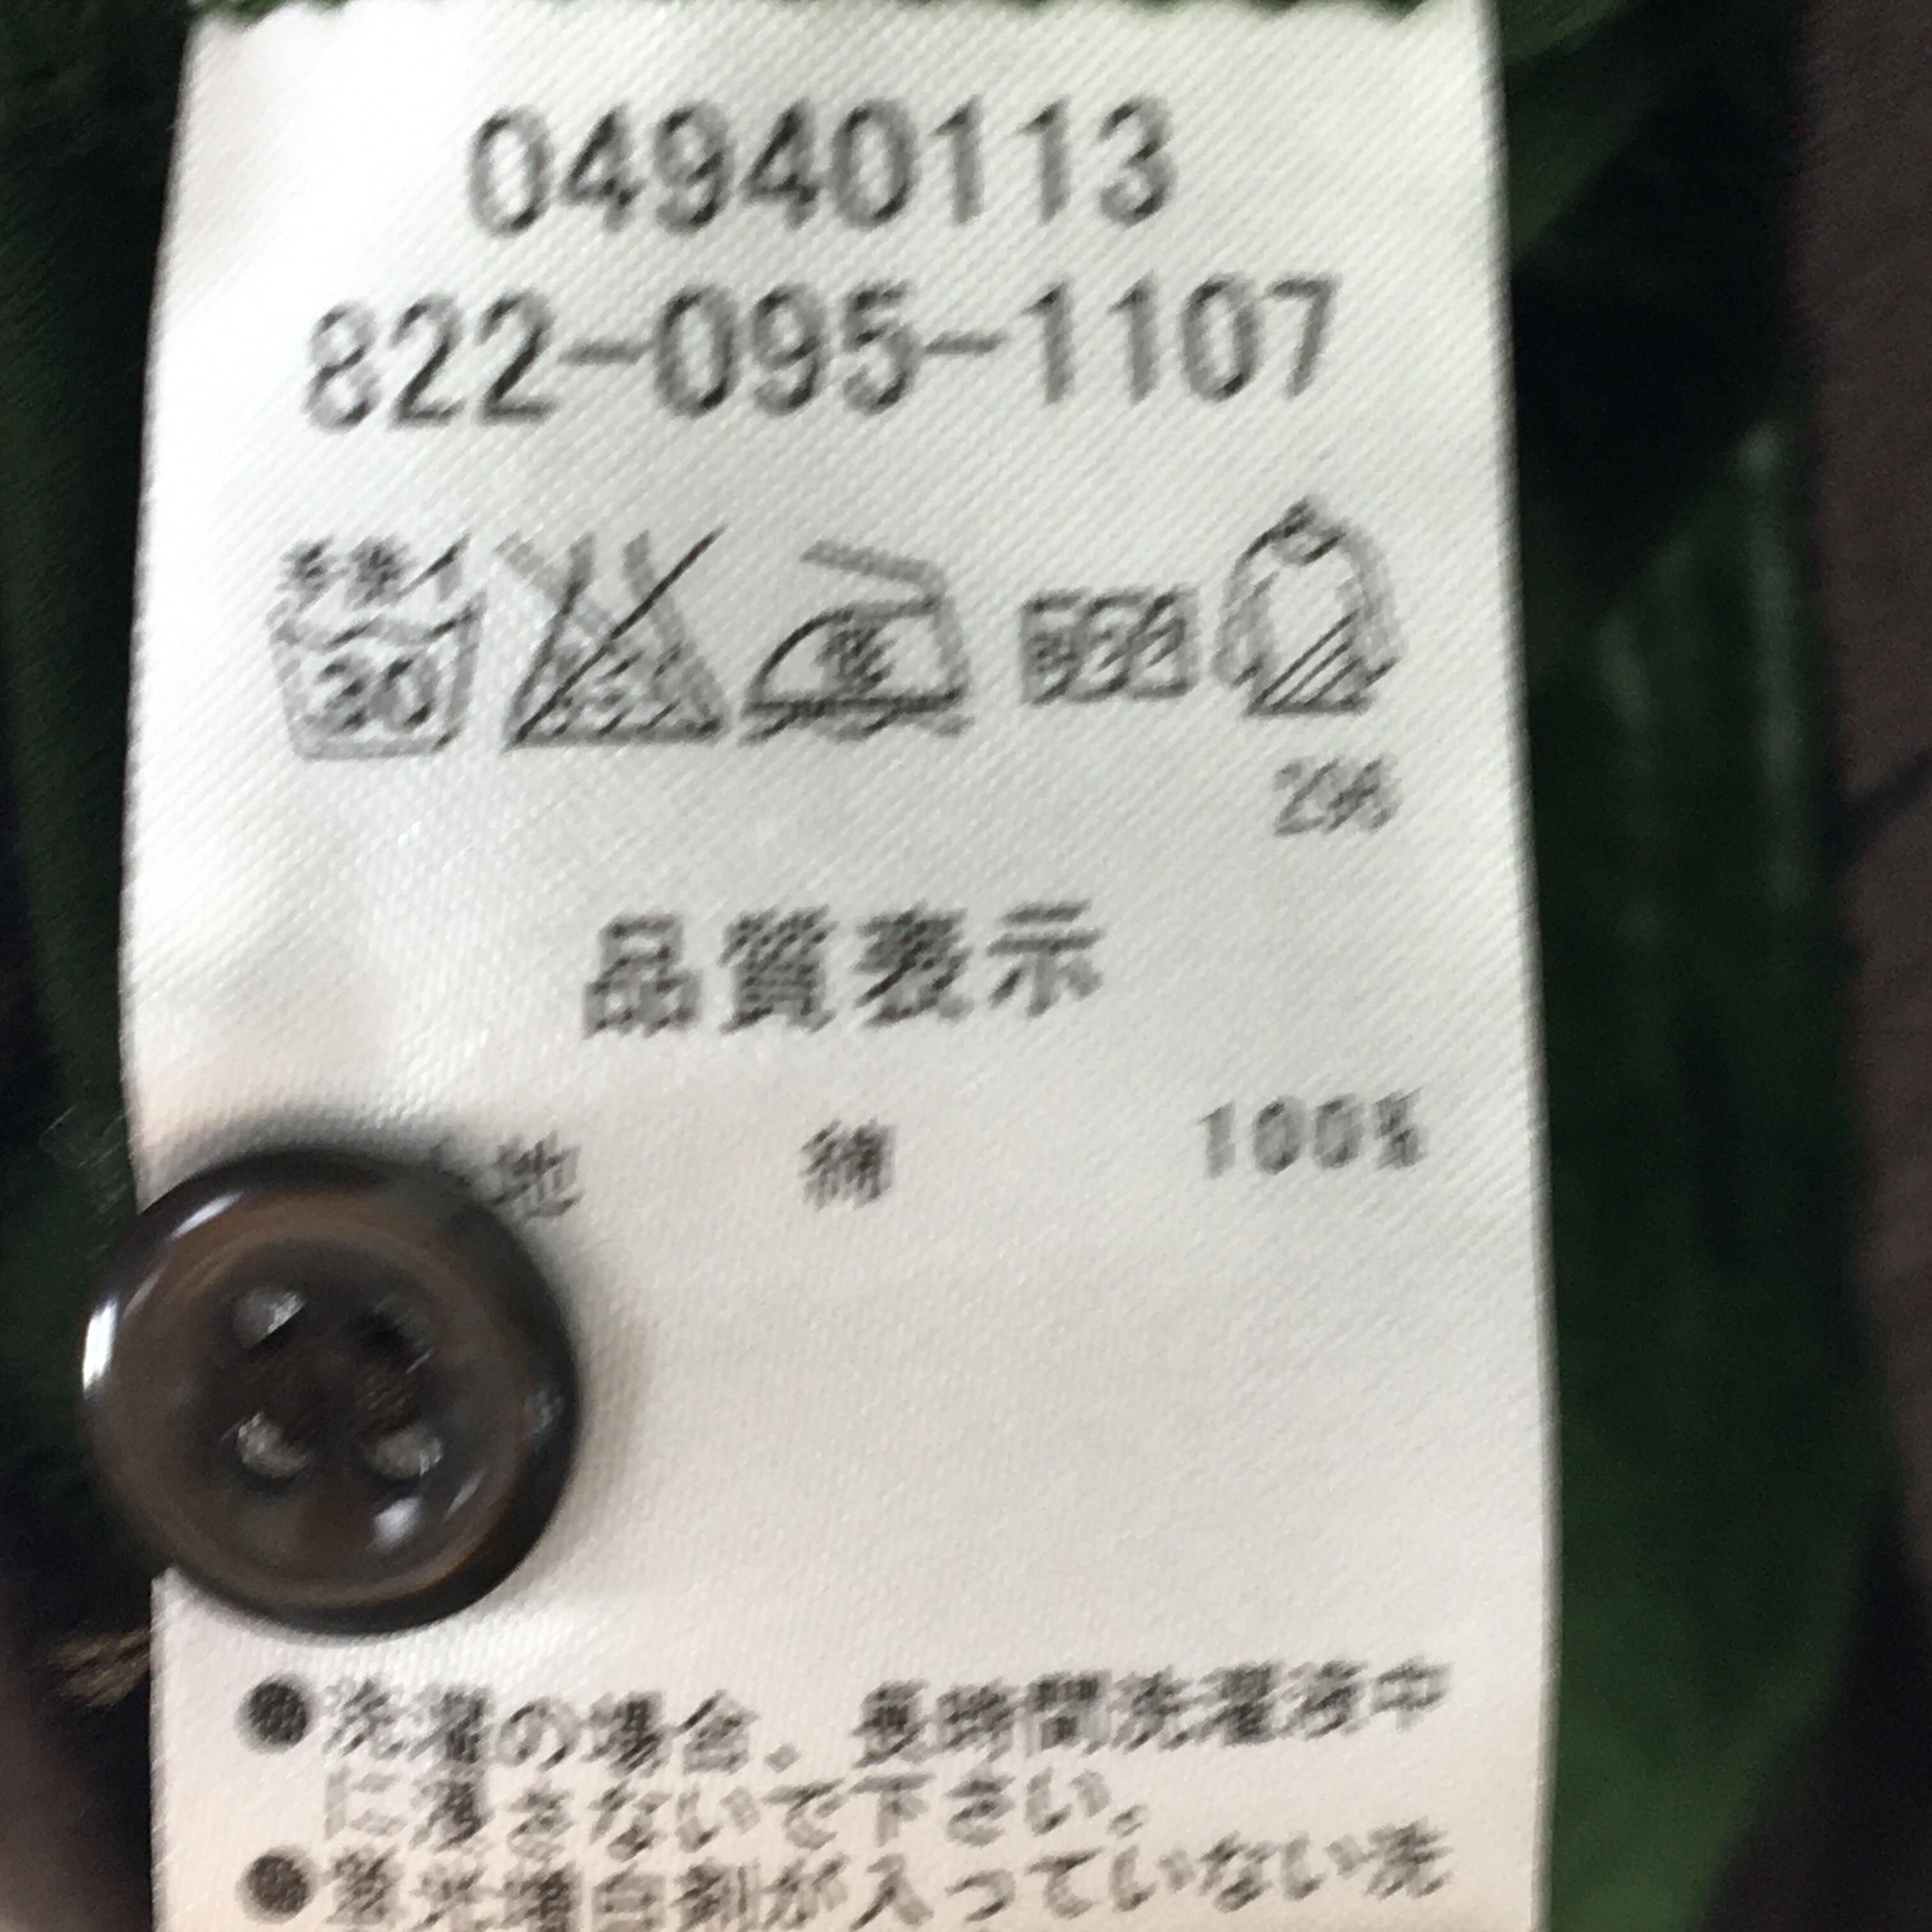 04940113
822-095-1107
手洗イ
30
品質表示
地 綿 100%
●洗濯の場合、長時間洗濯液中
に浸さないで下さい。
●蛍光増白剤が入っていない洗